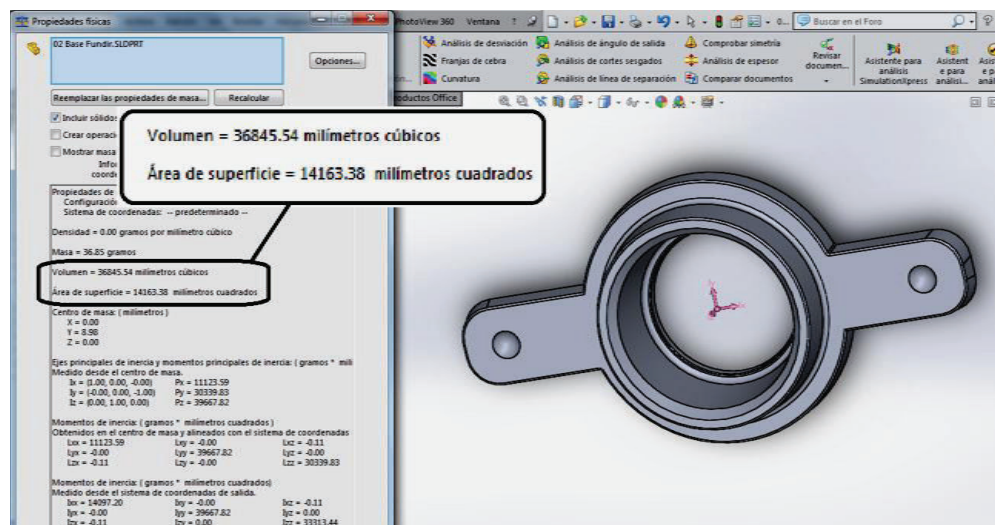 Propiedades físicas
PhotoView 360 Ventana ?
Buscar en el Foro
02 Base Fundir.SLDPRT
Opciones...
Reemplazar las propiedades de masa... Recalcular
Incluir sólidos
Crear operaci
Mostrar masa
Análisis de desviación Análisis de ángulo de salida Comprobar simetría
Franjas de cebra Análisis de cortes sesgados Análisis de espesor
Curvatura Análisis de línea de separación Comparar documentos
Revisar documen...
Asistente para análisis SimulationXpress
Asistent e para análisi...
oductos Office
Volumen = 36845.54 milímetros cúbicos
Área de superficie = 14163.38 milímetros cuadrados
Propiedades de
Configuració
Sistema de coordenadas: -- predeterminado --
Densidad = 0.00 gramos por milímetro cúbico
Masa = 36.85 gramos
Volumen = 36845.54 milímetros cúbicos
Área de superficie = 14163.38 milímetros cuadrados
Centro de masa: ( milímetros )
X = 0.00
Y = 8.98
Z = 0.00
Ejes principales de inercia y momentos principales de inercia: ( gramos * milí
Medido desde el centro de masa.
Ix = (1.00, 0.00, -0.00) Px = 11123.59
Iy = (-0.00, 0.00, -1.00) Py = 30339.83
Iz = (0.00, 1.00, 0.00) Pz = 39667.82
Momentos de inercia: ( gramos * milímetros cuadrados )
Obtenidos en el centro de masa y alineados con el sistema de coordenadas
Lxx = 11123.59 Lxy = -0.00 Lxz = -0.11
Lyx = -0.00 Lyy = 39667.82 Lyz = -0.00
Lzx = -0.11 Lzy = -0.00 Lzz = 30339.83
Momentos de inercia: ( gramos * milímetros cuadrados)
Medido desde el sistema de coordenadas de salida.
Ixx = 14097.20 Ixy = -0.00 Ixz = -0.11
Iyx = -0.00 Iyy = 39667.82 Iyz = 0.00
Izx = -0.11 Izy = 0.00 Izz = 33313.44